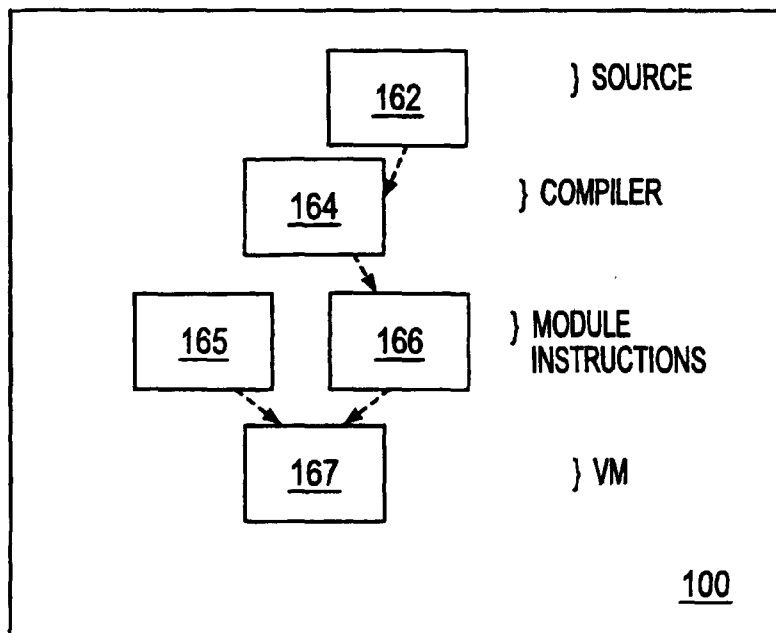 162
} SOURCE
164
} COMPILER
165
166
} MODULE
INSTRUCTIONS
167
} VM
100